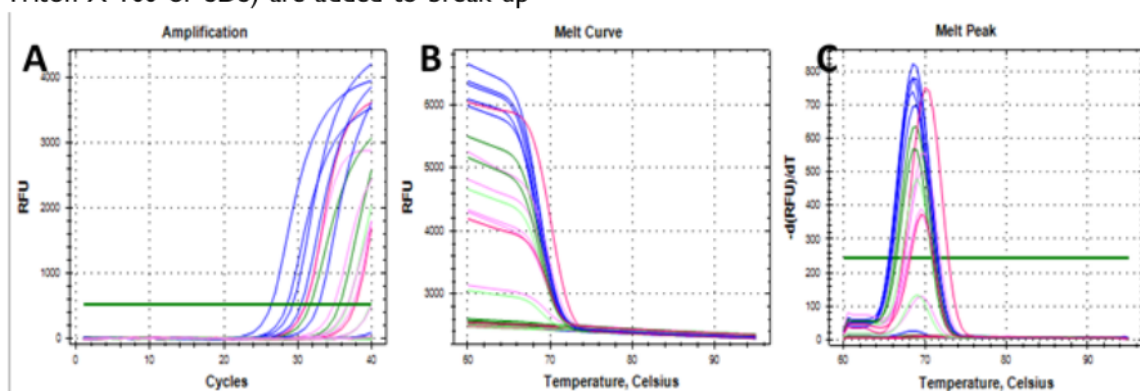 Triton X-100 or SDS) are added to break up
A Amplification
B Melt Curve
C Melt Peak
RFU
4000
3000
2000
1000
0
0 10 20 30 40
Cycles
RFU
6000
5000
4000
3000
60 70 80 90
Temperature, Celsius
-d(RFU)/dT
800
700
600
500
400
300
200
100
0
60 70 80 90
Temperature, Celsius